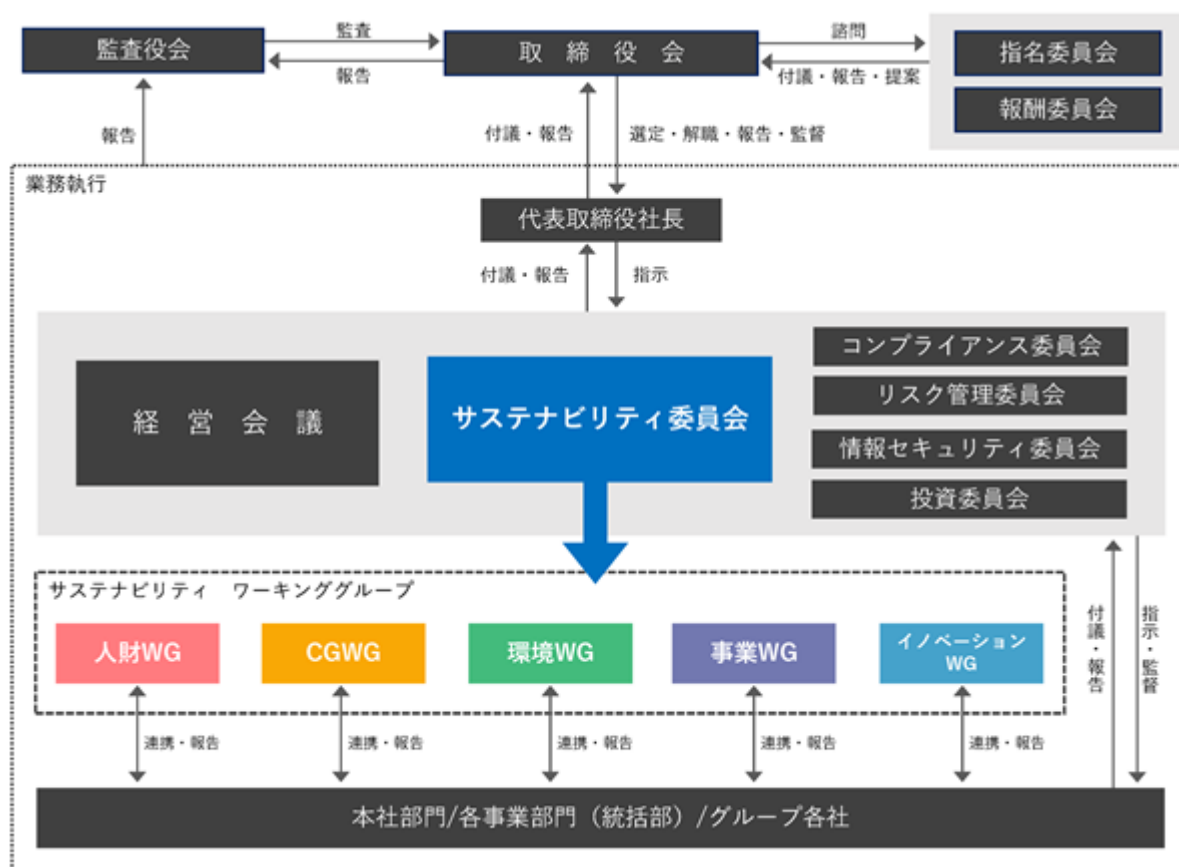 監査役会
監査
報告
取締役会
諮問
付議・報告・提案
指名委員会
報酬委員会
報告
付議・報告
選定・解職・報告・監督
業務執行
代表取締役社長
付議・報告
指示
経営会議
サステナビリティ委員会
コンプライアンス委員会
リスク管理委員会
情報セキュリティ委員会
投資委員会
サステナビリティ　ワーキンググループ
人財WG
CGWG
環境WG
事業WG
イノベーション
WG
付議・報告
指示・監督
連携・報告
連携・報告
連携・報告
連携・報告
連携・報告
本社部門/各事業部門（統括部）/グループ各社